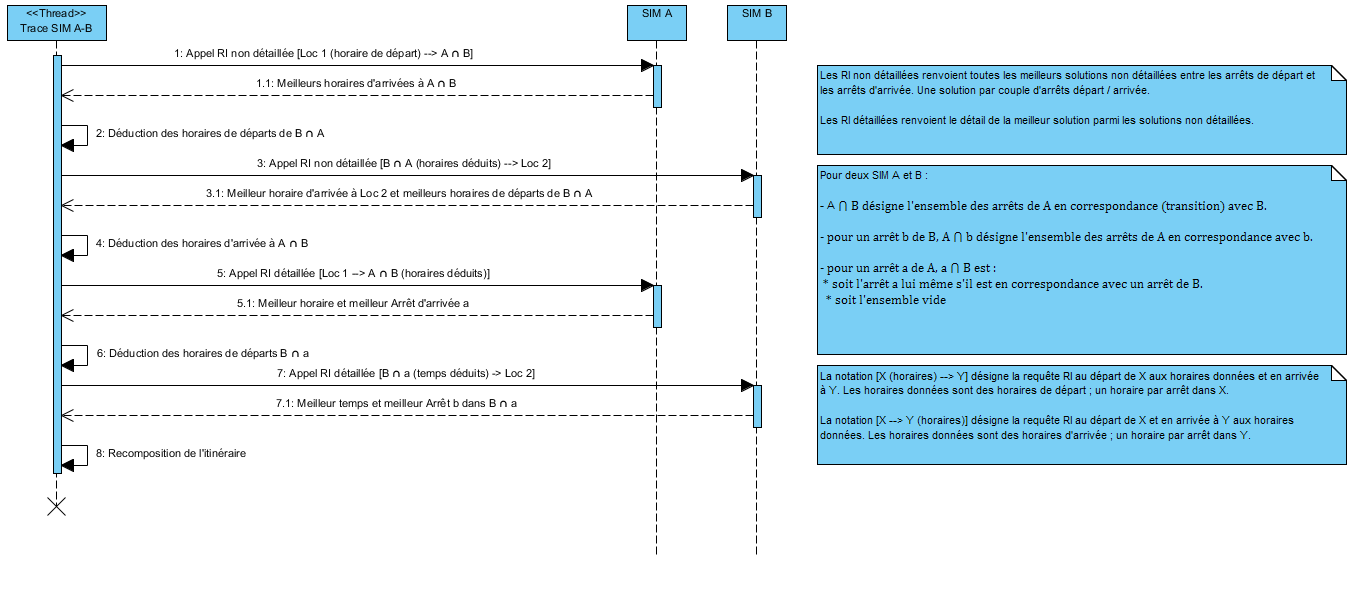 <<Thread>>
Trace SIM A-B
SIM A
SIM B
1: Appel RI non détaillée [Loc 1 (horaire de départ) --> A ∩ B]
1.1: Meilleurs horaires d'arrivées à A ∩ B
2: Déduction des horaires de départs de B ∩ A
3: Appel RI non détaillée [B ∩ A (horaires déduits) --> Loc 2]
3.1: Meilleur horaire d'arrivée à Loc 2 et meilleurs horaires de départs de B ∩ A
4: Déduction des horaires d'arrivée à A ∩ B
5: Appel RI détaillée [Loc 1 --> A ∩ B (horaires déduits)]
5.1: Meilleur horaire et meilleur Arrêt d'arrivée a
6: Déduction des horaires de départs B ∩ a
7: Appel RI détaillée [B ∩ a (temps déduits) -> Loc 2]
7.1: Meilleur temps et meilleur Arrêt b dans B ∩ a
8: Recomposition de l'itinéraire
Les RI non détaillées renvoient toutes les meilleurs solutions non détaillées entre les arrêts de départ et
les arrêts d'arrivée. Une solution par couple d'arrêts départ / arrivée.
Les RI détaillées renvoient le détail de la meilleur solution parmi les solutions non détaillées.
Pour deux SIM A et B :
- A ⋂ B désigne l'ensemble des arrêts de A en correspondance (transition) avec B.
- pour un arrêt b de B, A ⋂ b désigne l'ensemble des arrêts de A en correspondance avec b.
- pour un arrêt a de A, a ⋂ B est :
* soit l'arrêt a lui même s'il est en correspondance avec un arrêt de B.
* soit l'ensemble vide
La notation [X (horaires) --> Y] désigne la requête RI au départ de X aux horaires données et en arrivée
à Y. Les horaires données sont des horaires de départ ; un horaire par arrêt dans X.
La notation [X --> Y (horaires)] désigne la requête RI au départ de X et en arrivée à Y aux horaires
données. Les horaires données sont des horaires d'arrivée ; un horaire par arrêt dans Y.